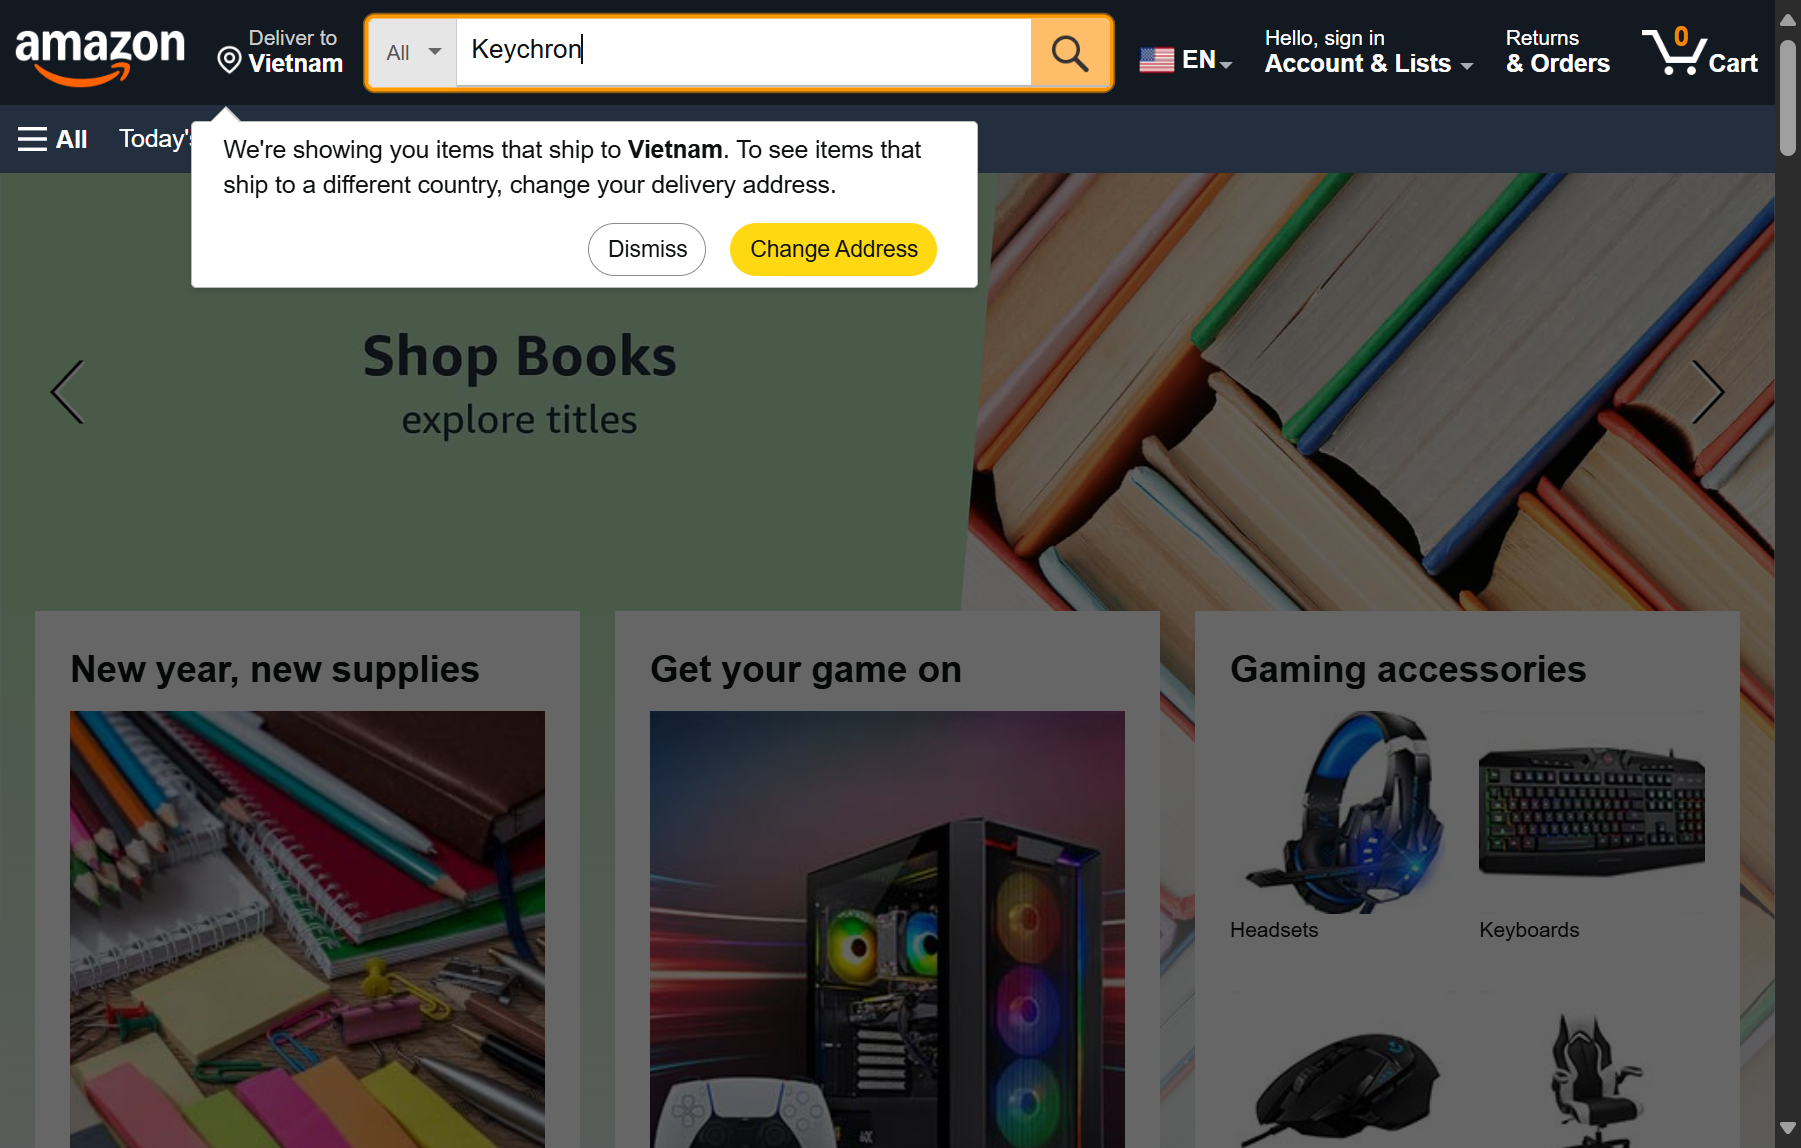 amazon
Deliver to
Vietnam
All
Keychron
EN
Hello, sign in
Account & Lists
Returns
& Orders
0
Cart
All
Today's
We're showing you items that ship to Vietnam. To see items that
ship to a different country, change your delivery address.
Dismiss
Change Address
Shop Books
explore titles
New year, new supplies
Get your game on
Gaming accessories
Headsets
Keyboards